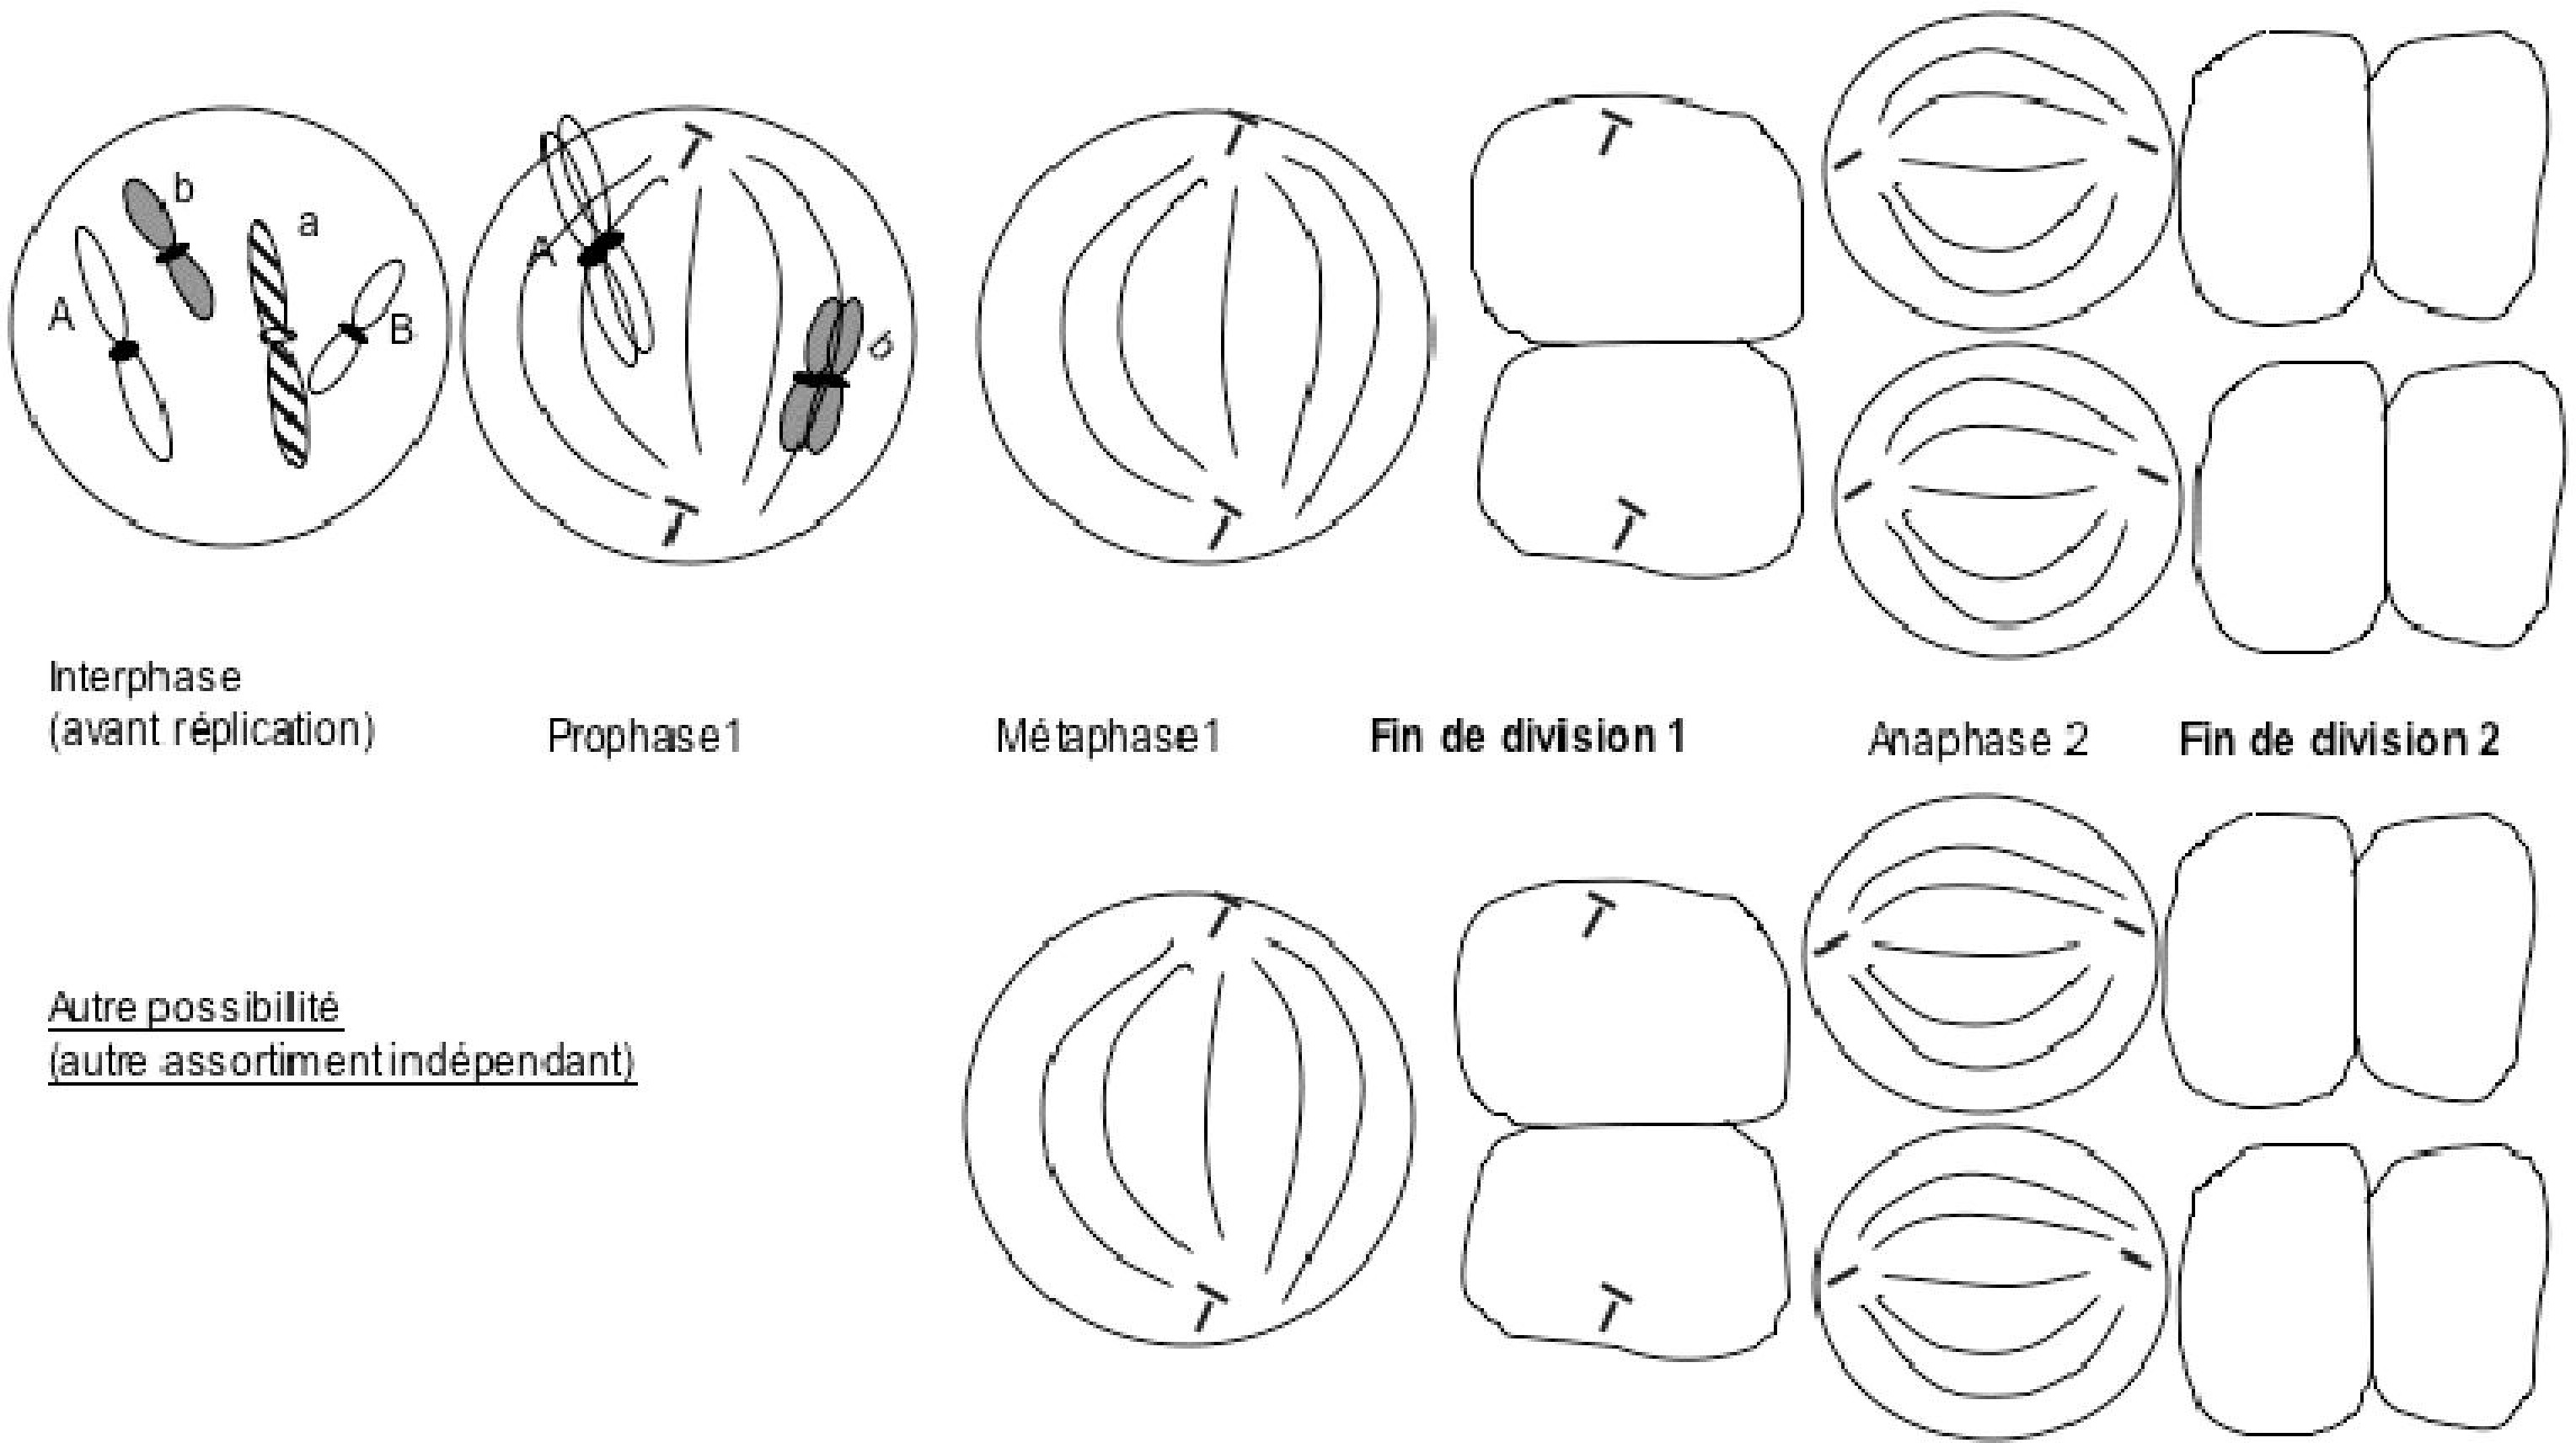 b
a
A
B
A
b
Interphase
(avant réplication)
Prophase1
Métaphase1
Fin de division 1
Anaphase 2
Fin de division 2
Autre possibilité
(autre assortiment indépendant)